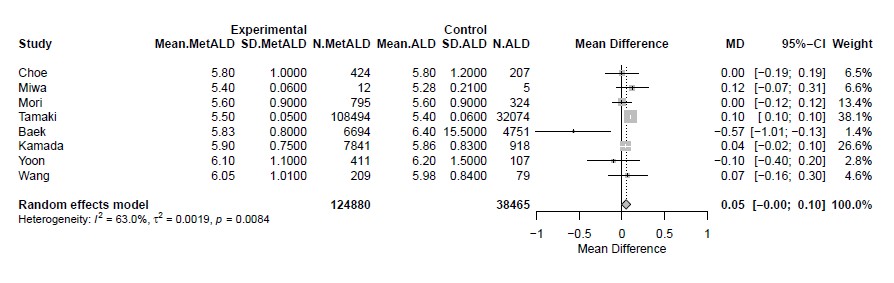 Experimental Control
Study Mean.MetALD SD.MetALD N.MetALD Mean.ALD SD.ALD N.ALD Mean Difference MD 95%−CI Weight
Choe 5.80 1.0000 424 5.80 1.2000 207 0.00 [−0.19; 0.19] 6.5%
Miwa 5.40 0.0600 12 5.28 0.2100 5 0.12 [−0.07; 0.31] 6.6%
Mori 5.60 0.9000 795 5.60 0.9000 324 0.00 [−0.12; 0.12] 13.4%
Tamaki 5.50 0.0500 108494 5.40 0.0600 32074 0.10 [ 0.10; 0.10] 38.1%
Baek 5.83 0.8000 6694 6.40 15.5000 4751 −0.57 [−1.01; −0.13] 1.4%
Kamada 5.90 0.7500 7841 5.86 0.8300 918 0.04 [−0.02; 0.10] 26.6%
Yoon 6.10 1.1000 411 6.20 1.5000 107 −0.10 [−0.40; 0.20] 2.8%
Wang 6.05 1.0100 209 5.98 0.8400 79 0.07 [−0.16; 0.30] 4.6%
Random effects model 124880 38465 0.05 [−0.00; 0.10] 100.0%
Heterogeneity: I² = 63.0%, τ² = 0.0019, p = 0.0084
−1 −0.5 0 0.5 1
Mean Difference